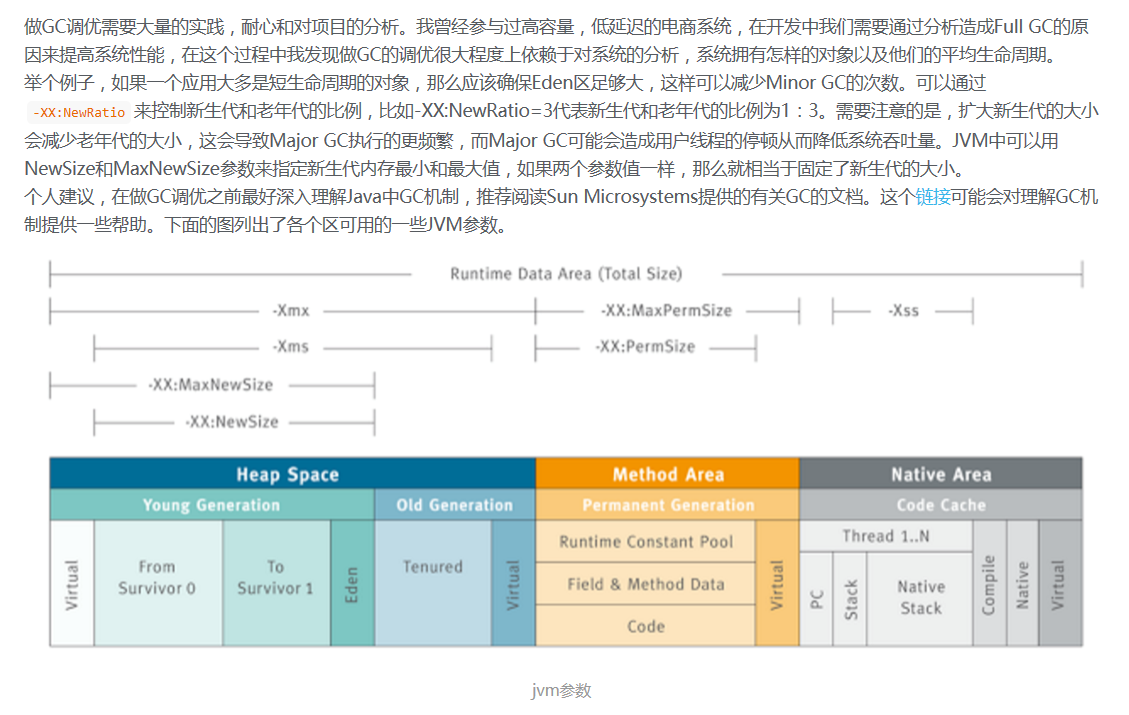 做GC调优需要大量的实践，耐心和对项目的分析。我曾经参与过高容量，低延迟的电商系统，在开发中我们需要通过分析造成Full GC的原
因来提高系统性能，在这个过程中我发现做GC的调优很大程度上依赖于对系统的分析，系统拥有怎样的对象以及他们的平均生命周期。
举个例子，如果一个应用大多是短生命周期的对象，那么应该确保Eden区足够大，这样可以减少Minor GC的次数。可以通过
-XX:NewRatio 来控制新生代和老年代的比例，比如-XX:NewRatio=3代表新生代和老年代的比例为1：3。需要注意的是，扩大新生代的大小
会减少老年代的大小，这会导致Major GC执行的更频繁，而Major GC可能会造成用户线程的停顿从而降低系统吞吐量。JVM中可以用
NewSize和MaxNewSize参数来指定新生代内存最小和最大值，如果两个参数值一样，那么就相当于固定了新生代的大小。
个人建议，在做GC调优之前最好深入理解Java中GC机制，推荐阅读Sun Microsystems提供的有关GC的文档。这个链接可能会对理解GC机
制提供一些帮助。下面的图列出了各个区可用的一些JVM参数。
Runtime Data Area (Total Size)
-Xmx
-XX:MaxPermSize
-Xss
-Xms
-XX:PermSize
-XX:MaxNewSize
-XX:NewSize
Heap Space
Method Area
Native Area
Young Generation
Old Generation
Permanent Generation
Code Cache
Virtual
From
Survivor 0
To
Survivor 1
Eden
Tenured
Virtual
Runtime Constant Pool
Field & Method Data
Code
Virtual
Thread 1..N
PC
Stack
Native
Stack
Compile
Native
Virtual
jvm参数